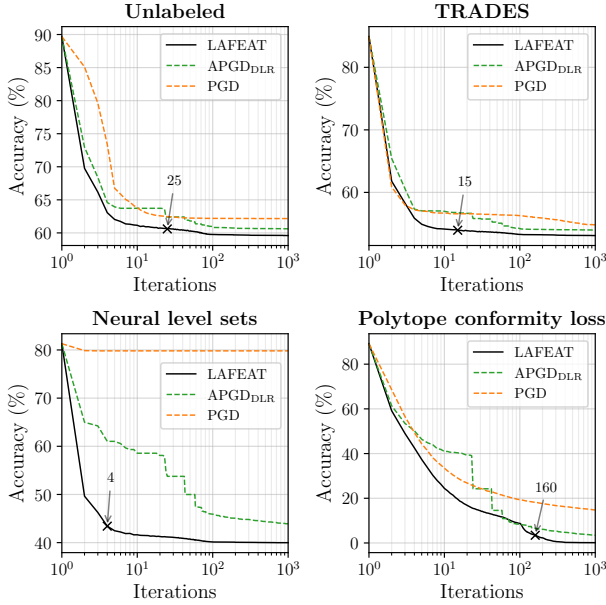 Unlabeled
Accuracy (%)
90
85
80
75
70
65
60
LAFEAT
APGD_DLR
PGD
25
10^0
10^1
10^2
10^3
Iterations
TRADES
Accuracy (%)
80
70
60
LAFEAT
APGD_DLR
PGD
15
10^0
10^1
10^2
10^3
Iterations
Neural level sets
Accuracy (%)
80
70
60
50
40
LAFEAT
APGD_DLR
PGD
4
10^0
10^1
10^2
10^3
Iterations
Polytope conformity loss
Accuracy (%)
80
60
40
20
0
LAFEAT
APGD_DLR
PGD
160
10^0
10^1
10^2
10^3
Iterations